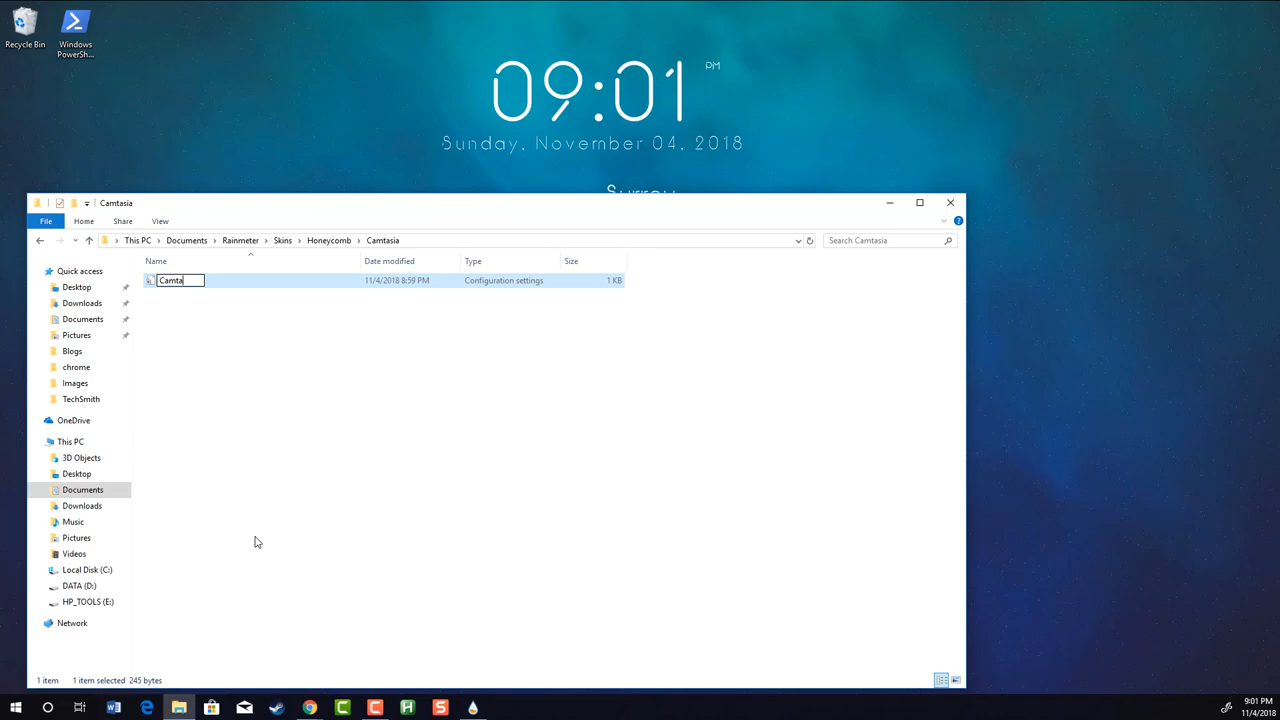 Recycle Bin
Windows
PowerSh...
09:01 PM
Sunday, November 04, 2018
Surrey
Camtasia
File Home Share View
This PC Documents Rainmeter Skins Honeycomb Camtasia
Search Camtasia
Name Date modified Type Size
Camta 11/4/2018 8:59 PM Configuration settings 1 KB
Quick access
Desktop
Downloads
Documents
Pictures
Blogs
chrome
Images
TechSmith
OneDrive
This PC
3D Objects
Desktop
Documents
Downloads
Music
Pictures
Videos
Local Disk (C:)
DATA (D:)
HP_TOOLS (E:)
Network
1 item 1 item selected 245 bytes
9:01 PM
11/4/2018